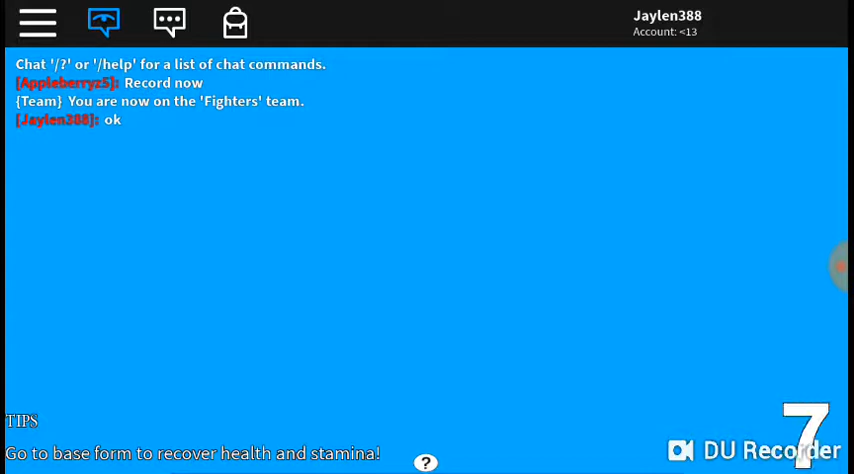 Jaylen388
Account: <13
Chat '/?' or '/help' for a list of chat commands.
[Appleberryz5]: Record now
{Team} You are now on the 'Fighters' team.
[Jaylen388]: ok
TIPS
Go to base form to recover health and stamina!
?
7
DU Recorder